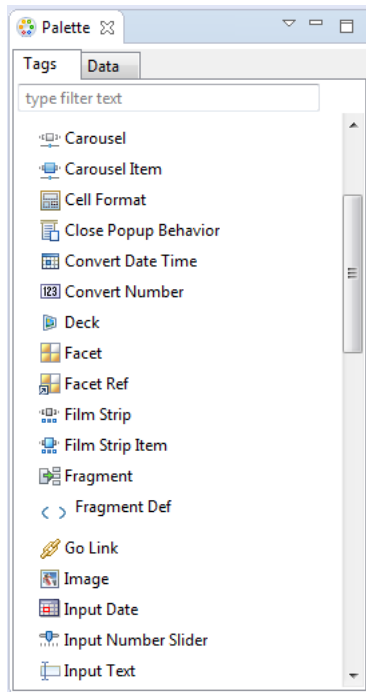 Palette
Tags Data
type filter text
Carousel
Carousel Item
Cell Format
Close Popup Behavior
Convert Date Time
123 Convert Number
Deck
Facet
Facet Ref
Film Strip
Film Strip Item
Fragment
Fragment Def
Go Link
Image
Input Date
Input Number Slider
Input Text